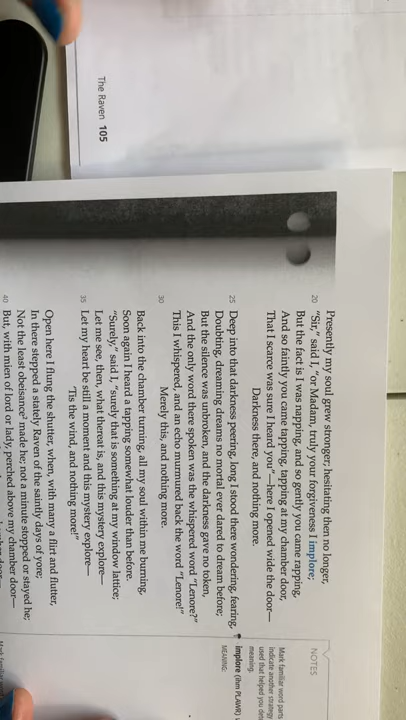 The Raven 105
Presently my soul grew stronger; hesitating then no longer,
20 "Sir," said I, "or Madam, truly your forgiveness I implore;
But the fact is I was napping, and so gently you came rapping,
And so faintly you came tapping, tapping at my chamber door,
That I scarce was sure I heard you"—here I opened wide the door—
Darkness there, and nothing more.
25 Deep into that darkness peering, long I stood there wondering, fearing,
Doubting, dreaming dreams no mortal ever dared to dream before;
But the silence was unbroken, and the darkness gave no token,
And the only word there spoken was the whispered word "Lenore?"
This I whispered, and an echo murmured back the word "Lenore!"
30 Merely this, and nothing more.
Back into the chamber turning, all my soul within me burning,
Soon again I heard a tapping somewhat louder than before.
"Surely," said I, "surely that is something at my window lattice;
Let me see, then, what thereat is, and this mystery explore—
35 Let my heart be still a moment and this mystery explore—
'Tis the wind, and nothing more!"
Open here I flung the shutter, when, with many a flirt and flutter,
In there stepped a stately Raven of the saintly days of yore;
Not the least obeisance made he; not a minute stopped or stayed he;
40 But, with mien of lord or lady, perched above my chamber door—
NOTES
Mark familiar word parts
indicate another strategy
used that helped you
meaning.
implore (ihm PLAWR)
MEANING: